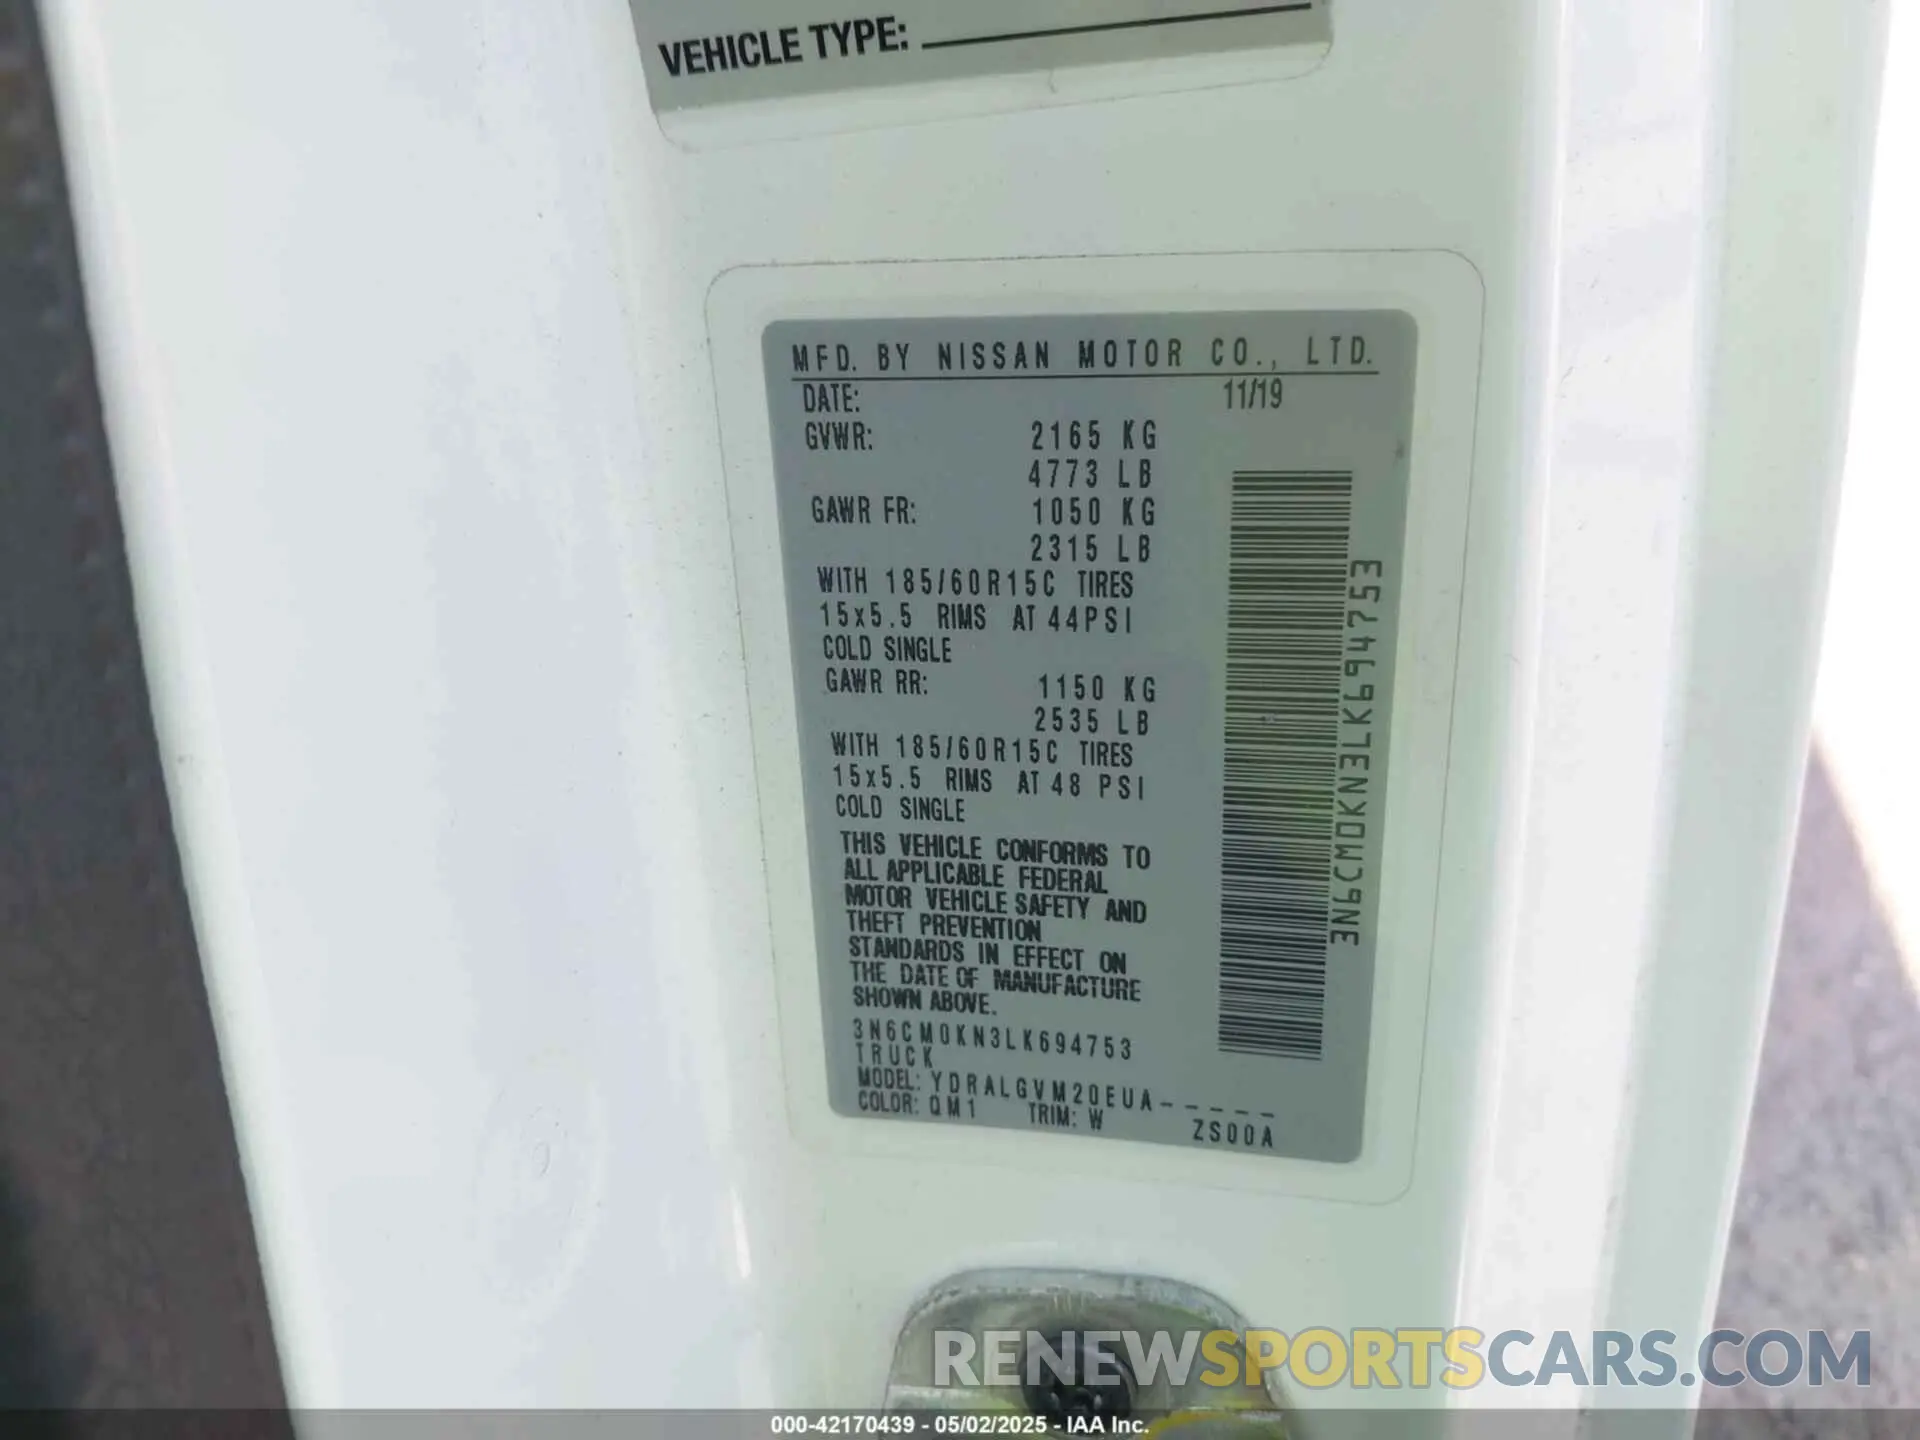 VEHICLE TYPE:
MFD. BY NISSAN MOTOR CO., LTD.
DATE: 11/19
GVWR: 2165 KG
4773 LB
GAWR FR: 1050 KG
2315 LB
WITH 185/60R15C TIRES
15x5.5 RIMS AT 44PSI
COLD SINGLE
GAWR RR: 1150 KG
2535 LB
WITH 185/60R15C TIRES
15x5.5 RIMS AT 48 PSI
COLD SINGLE
THIS VEHICLE CONFORMS TO
ALL APPLICABLE FEDERAL
MOTOR VEHICLE SAFETY AND
THEFT PREVENTION
STANDARDS IN EFFECT ON
THE DATE OF MANUFACTURE
SHOWN ABOVE.
3N6CM0KN3LK694753
TRUCK
MODEL: YDRALGVM20EUA-----
COLOR: QM1 TRIM: W ZS00A
3N6CM0KN3LK694753
RENEWSPORTSCARS.COM
000-42170439 - 05/02/2025 - IAA Inc.